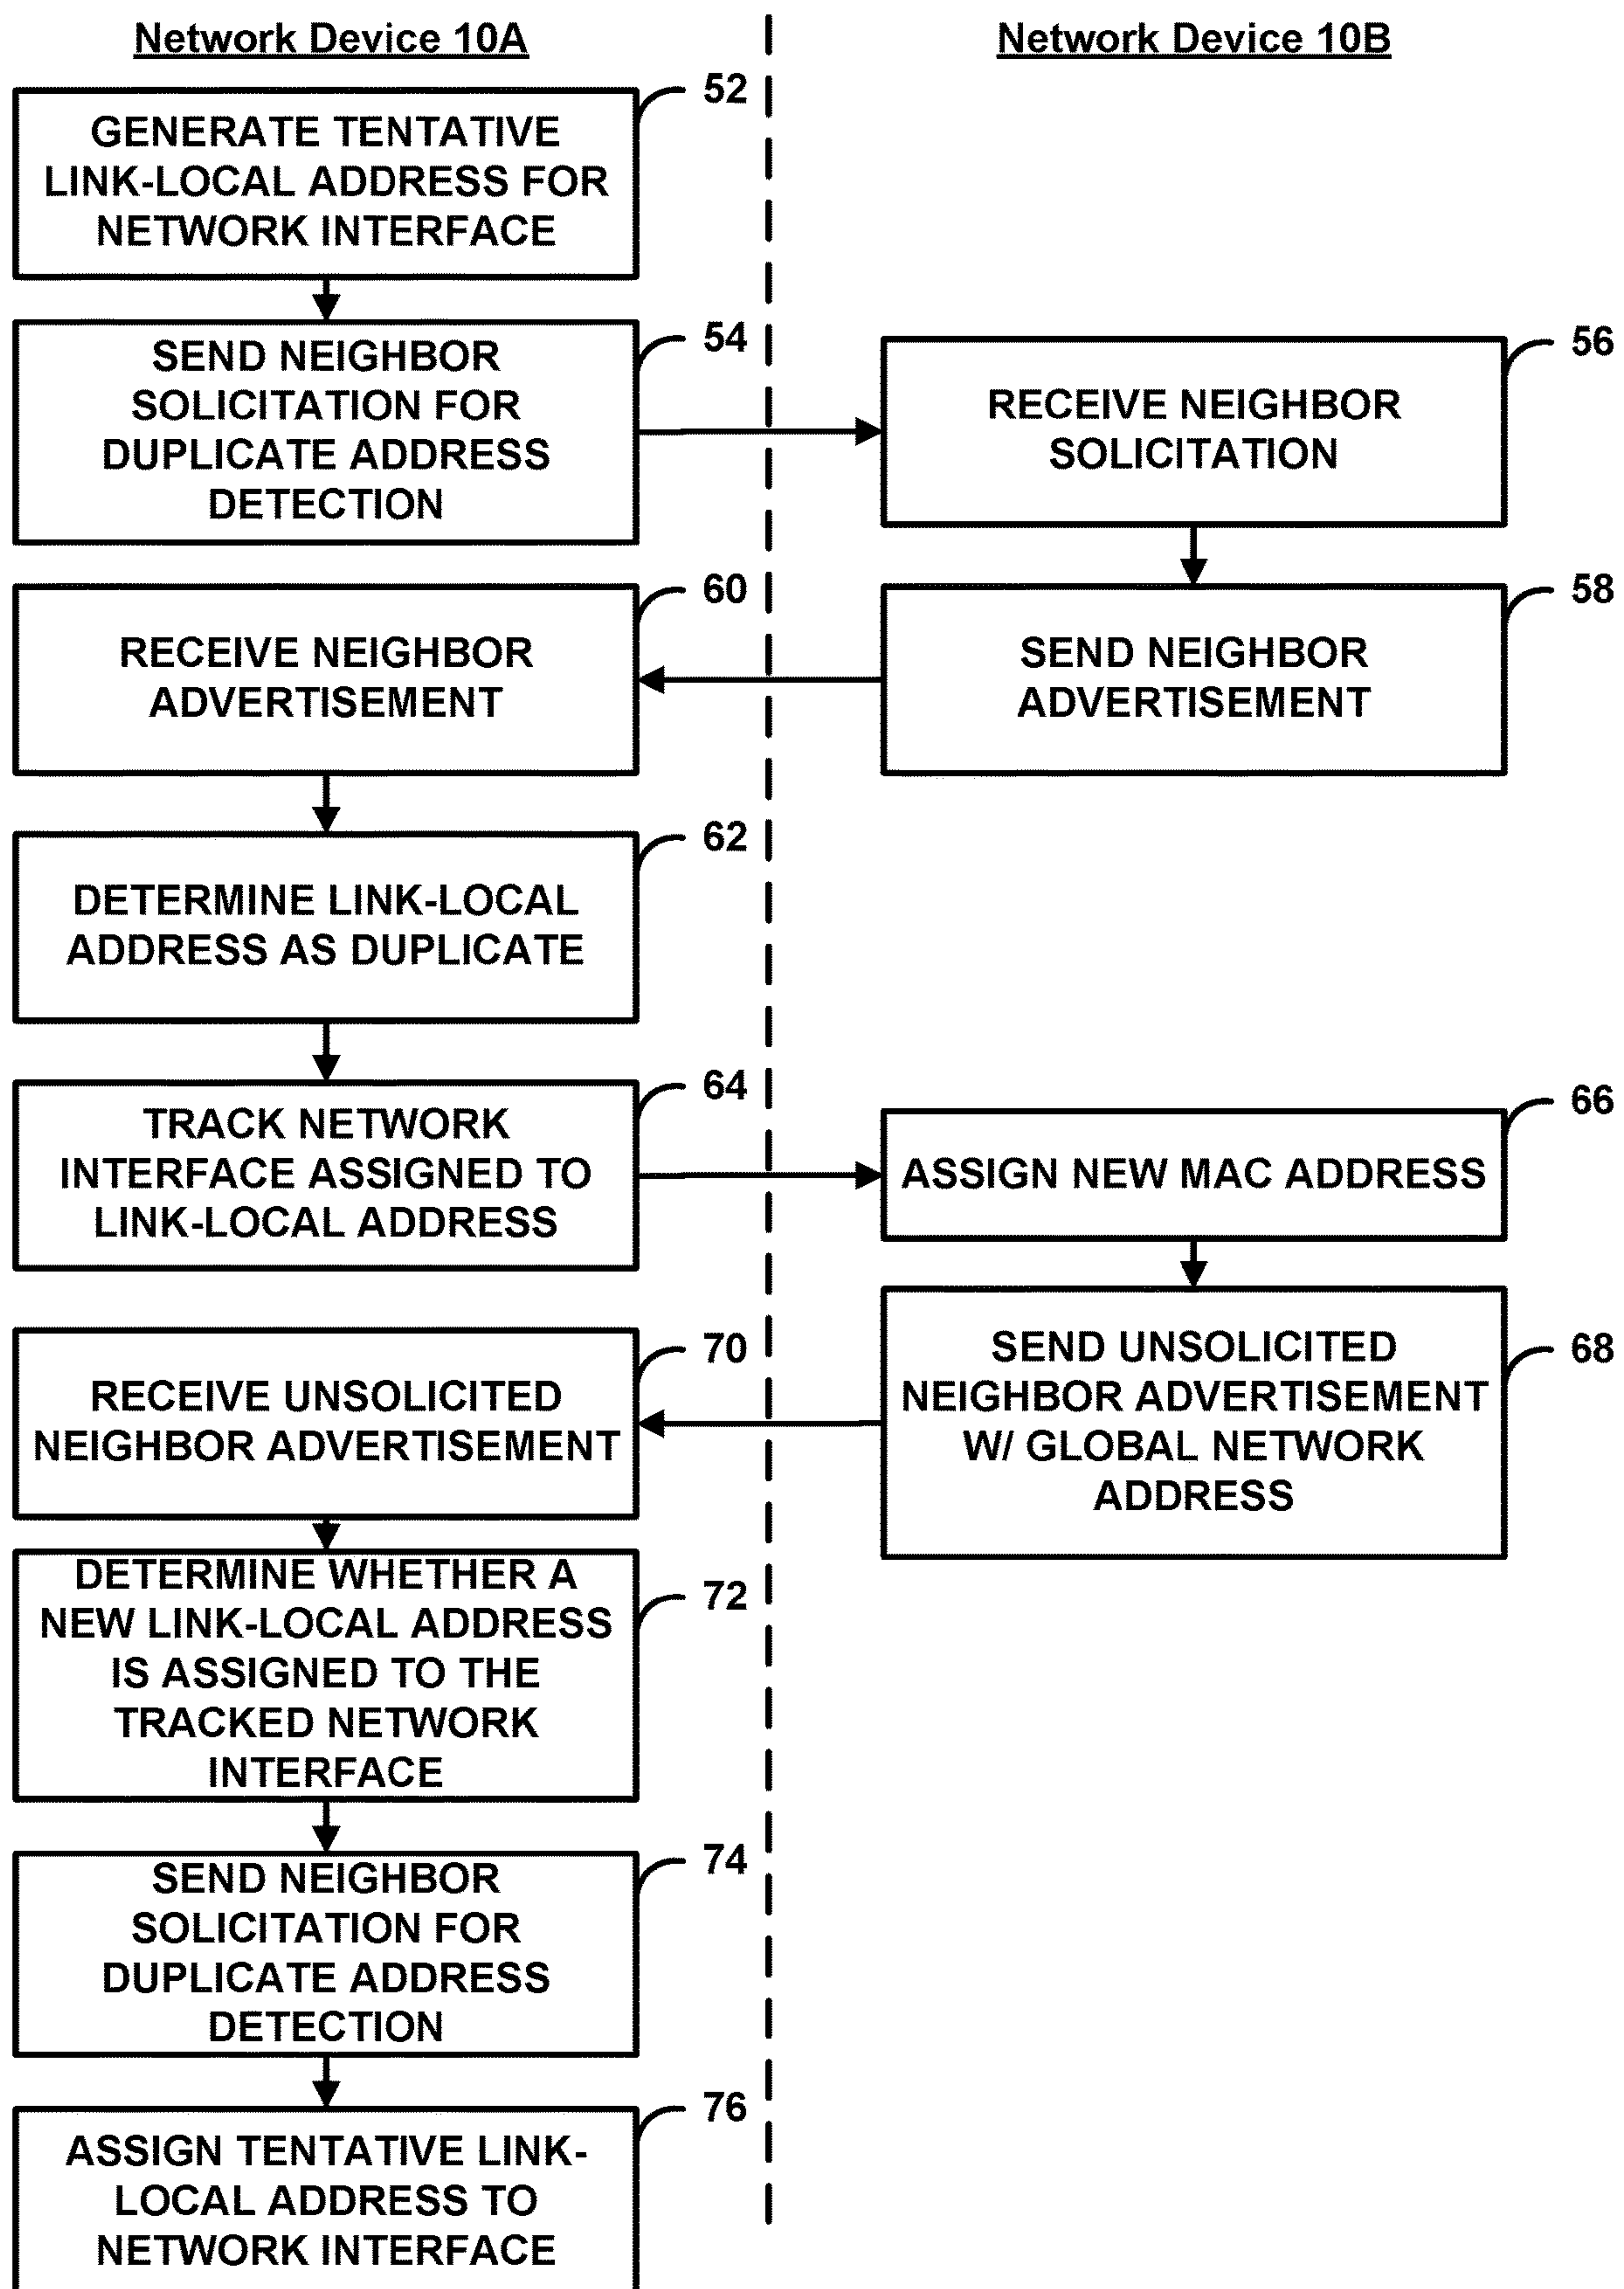 Network Device 10A
Network Device 10B
52
GENERATE TENTATIVE
LINK-LOCAL ADDRESS FOR
NETWORK INTERFACE
54
SEND NEIGHBOR
SOLICITATION FOR
DUPLICATE ADDRESS
DETECTION
56
RECEIVE NEIGHBOR
SOLICITATION
58
SEND NEIGHBOR
ADVERTISEMENT
60
RECEIVE NEIGHBOR
ADVERTISEMENT
62
DETERMINE LINK-LOCAL
ADDRESS AS DUPLICATE
64
TRACK NETWORK
INTERFACE ASSIGNED TO
LINK-LOCAL ADDRESS
66
ASSIGN NEW MAC ADDRESS
68
SEND UNSOLICITED
NEIGHBOR ADVERTISEMENT
W/ GLOBAL NETWORK
ADDRESS
70
RECEIVE UNSOLICITED
NEIGHBOR ADVERTISEMENT
72
DETERMINE WHETHER A
NEW LINK-LOCAL ADDRESS
IS ASSIGNED TO THE
TRACKED NETWORK
INTERFACE
74
SEND NEIGHBOR
SOLICITATION FOR
DUPLICATE ADDRESS
DETECTION
76
ASSIGN TENTATIVE LINK-
LOCAL ADDRESS TO
NETWORK INTERFACE